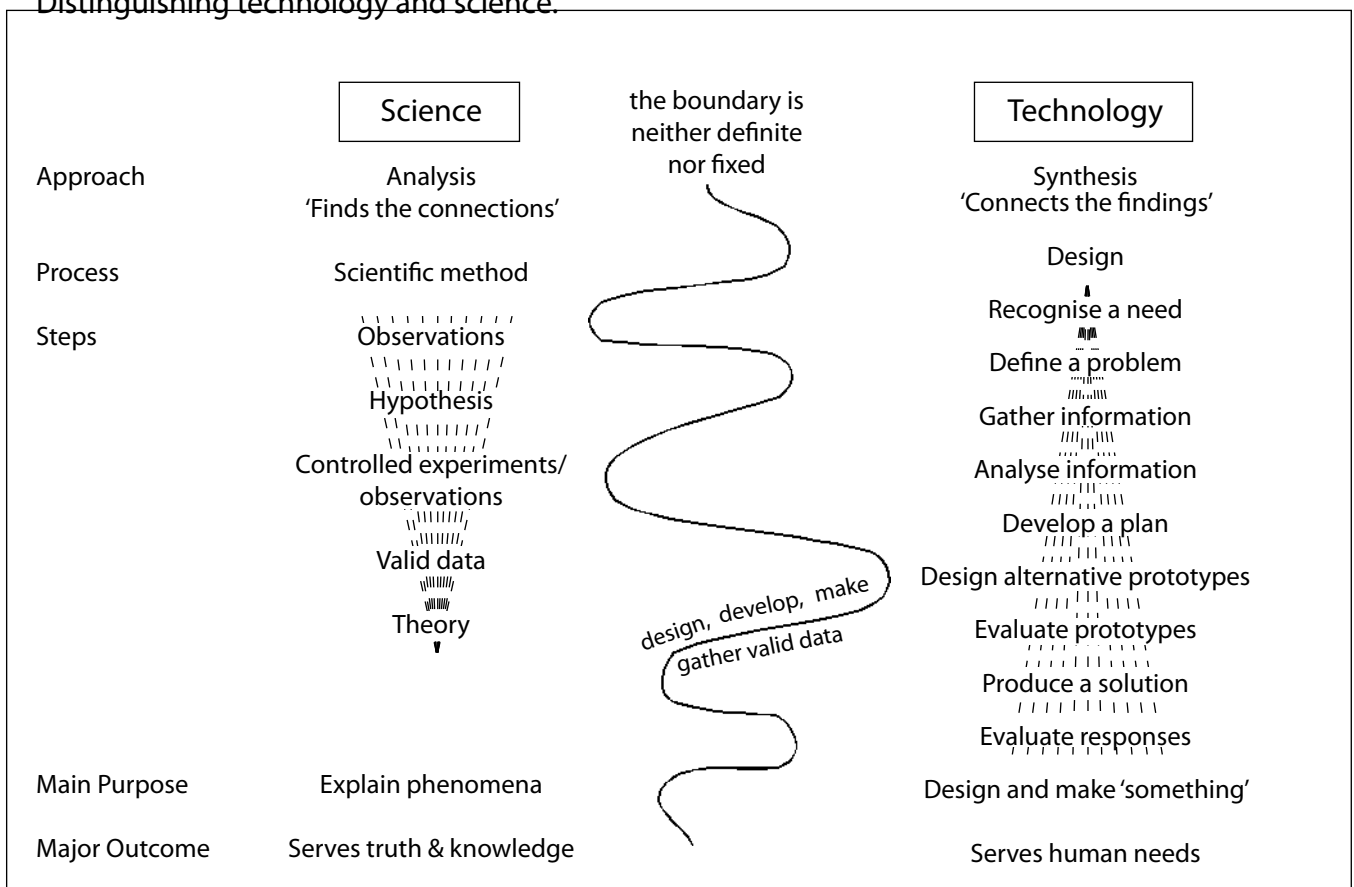 Distinguishing technology and science.
Science
the boundary is
neither definite
nor fixed
Technology
Approach
Analysis
‘Finds the connections’
Synthesis
‘Connects the findings’
Process
Scientific method
Design
Steps
Observations
Hypothesis
Controlled experiments/
observations
Valid data
Theory
Recognise a need
Define a problem
Gather information
Analyse information
Develop a plan
Design alternative prototypes
Evaluate prototypes
Produce a solution
Evaluate responses
design, develop, make
gather valid data
Main Purpose
Explain phenomena
Design and make ‘something’
Major Outcome
Serves truth & knowledge
Serves human needs